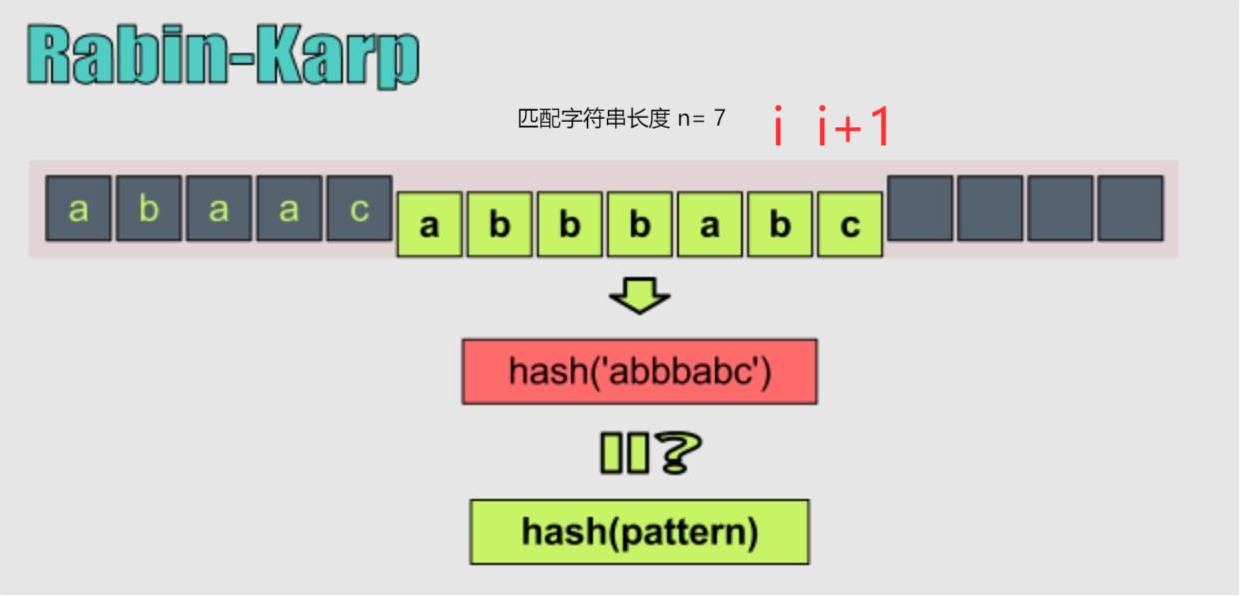 Rabin-Karp
匹配字符串长度 n= 7
i i+1
a b a a c a b b b a b c
hash('abbbabc')
||?
hash(pattern)